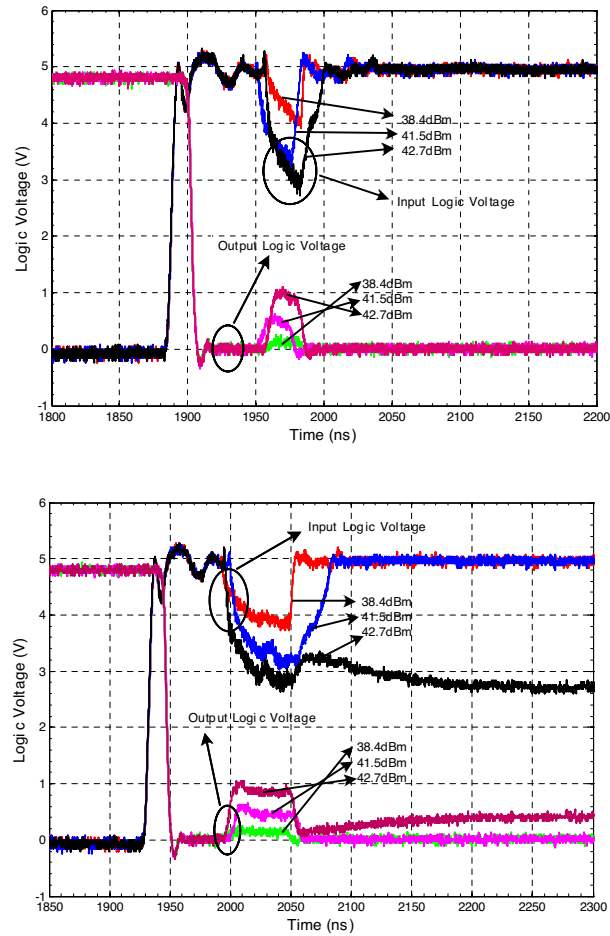 6
5
4
3
2
1
0
-1
Logic Voltage (V)
38.4dBm
41.5dBm
42.7dBm
Input Logic Voltage
Output Logic Voltage
38.4dBm
41.5dBm
42.7dBm
1800 1850 1900 1950 2000 2050 2100 2150 2200
Time (ns)
6
5
4
3
2
1
0
-1
Logic Voltage (V)
Input Logic Voltage
38.4dBm
41.5dBm
42.7dBm
Output Logic Voltage
38.4dBm
41.5dBm
42.7dBm
1850 1900 1950 2000 2050 2100 2150 2200 2250 2300
Time (ns)